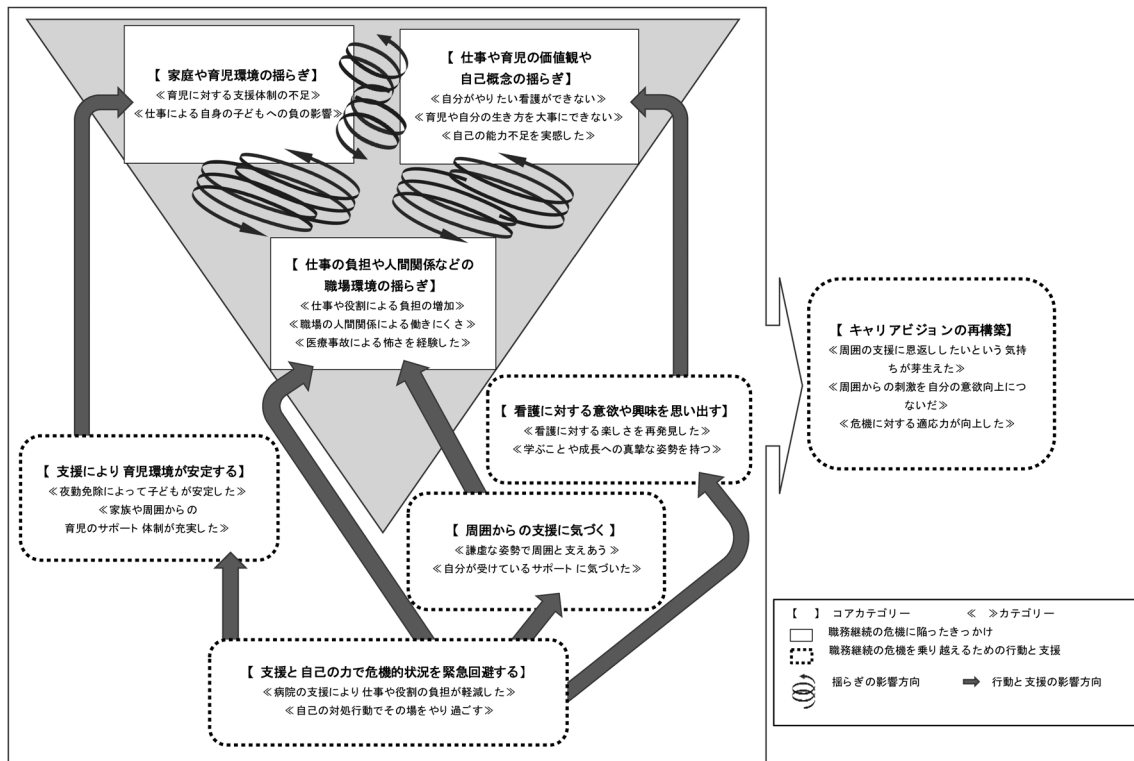 【 家庭や育児環境の揺らぎ】
≪育児に対する支援体制の不足≫
≪仕事による自身の子どもへの負の影響≫
【 仕事や育児の価値観や
自己概念の揺らぎ】
≪自分がやりたい看護ができない≫
≪育児や自分の生き方を大事にできない≫
≪自己の能力不足を実感した≫
【 仕事の負担や人間関係などの
職場環境の揺らぎ】
≪仕事や役割による負担の増加≫
≪職場の人間関係による働きにくさ≫
≪医療事故による怖さを経験した≫
【 看護に対する意欲や興味を思い出す】
≪看護に対する楽しさを再発見した≫
≪学ぶことや成長への真摯な姿勢を持つ≫
【 支援により育児環境が安定する】
≪夜勤免除によって子どもが安定した≫
≪家族や周囲からの
育児のサポート体制が充実した≫
【 周囲からの支援に気づく】
≪謙虚な姿勢で周囲と支えあう≫
≪自分が受けているサポートに気づいた≫
【 支援と自己の力で危機的状況を緊急回避する】
≪病院の支援により仕事や役割の負担が軽減した≫
≪自己の対処行動でその場をやり過ごす≫
【 キャリアビジョンの再構築】
≪周囲の支援に恩返ししたいという気持
ちが芽生えた≫
≪周囲からの刺激を自分の意欲向上につ
ないだ≫
≪危機に対する適応力が向上した≫
【 】 コアカテゴリー ≪ ≫カテゴリー
職務継続の危機に陥ったきっかけ
職務継続の危機を乗り越えるための行動と支援
揺らぎの影響方向 行動と支援の影響方向